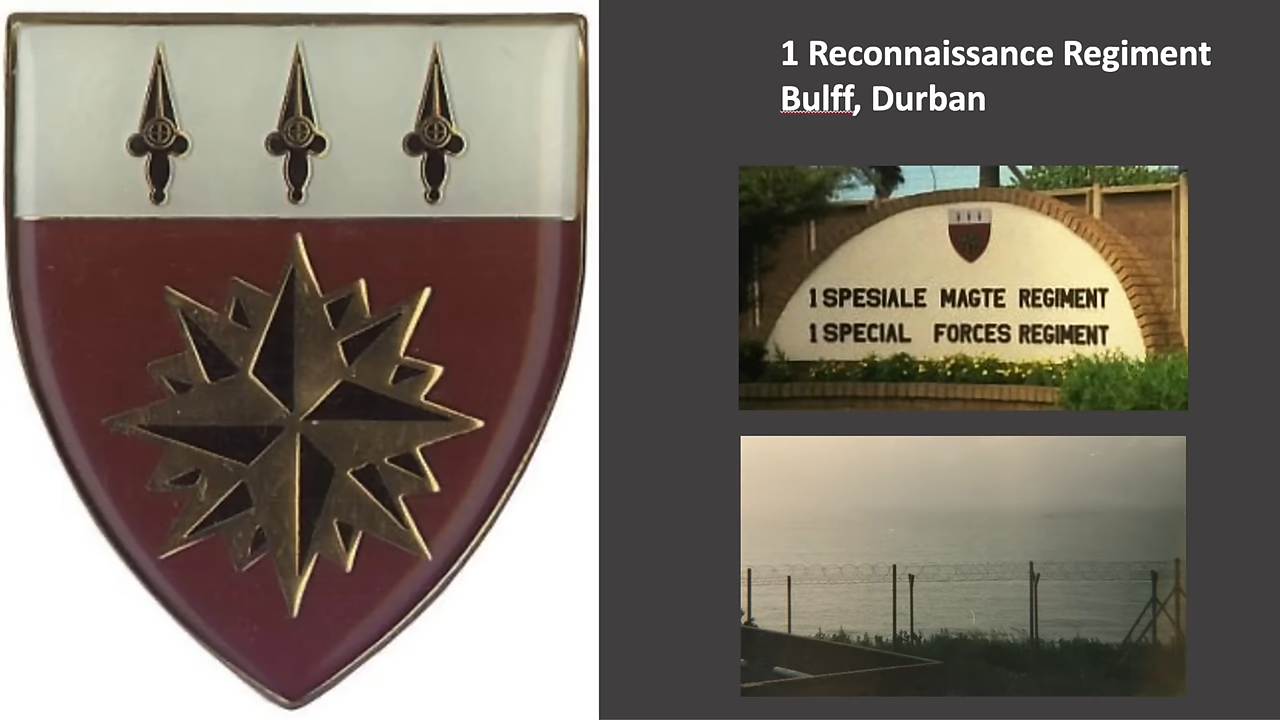 1 Reconnaissance Regiment
Bulff, Durban
1 SPESIALE MAGTE REGIMENT
1 SPECIAL FORCES REGIMENT